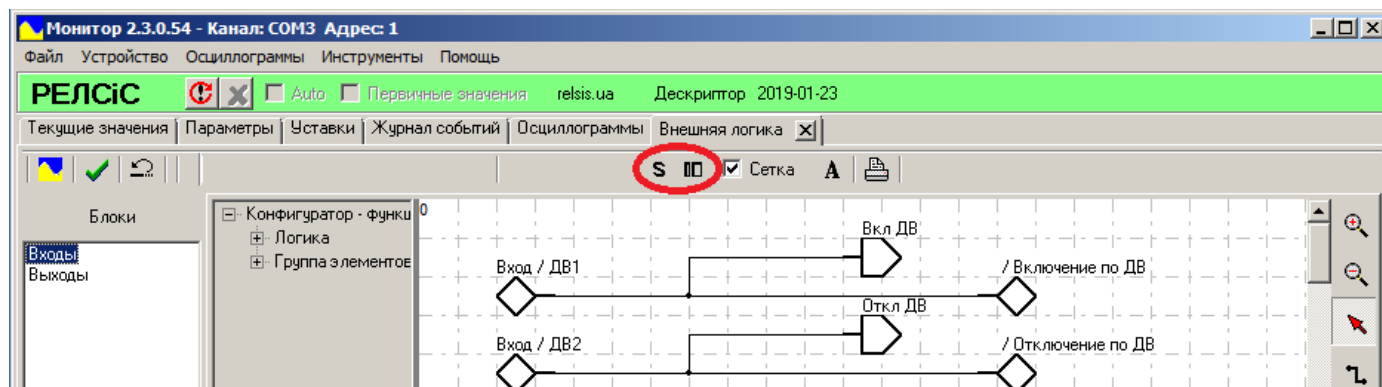 Монитор 2.3.0.54 - Канал: COM3 Адрес: 1
Файл Устройство Осциллограммы Инструменты Помощь
РЕЛСіС Auto Первичные значения relsis.ua Дескриптор 2019-01-23
Текущие значения Параметры Уставки Журнал событий Осциллограммы Внешняя логика
S Сетка A
Блоки
Входы
Выходы
Конфигуратор - функц
Логика
Группа элементов
0
Вкл ДВ
Вход / ДВ1 / Включение по ДВ
Откл ДВ
Вход / ДВ2 / Отключение по ДВ